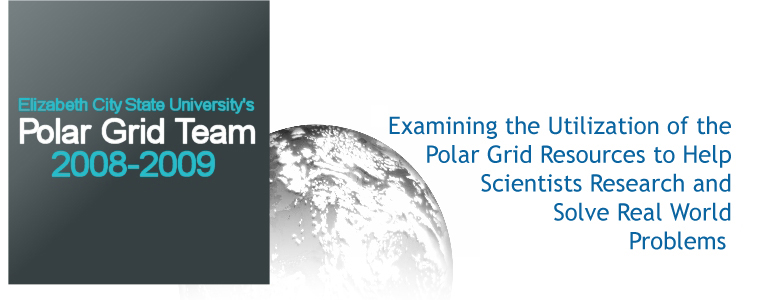 Elizabeth City State University's
Polar Grid Team
2008-2009
Examining the Utilization of the
Polar Grid Resources to Help
Scientists Research and
Solve Real World
Problems